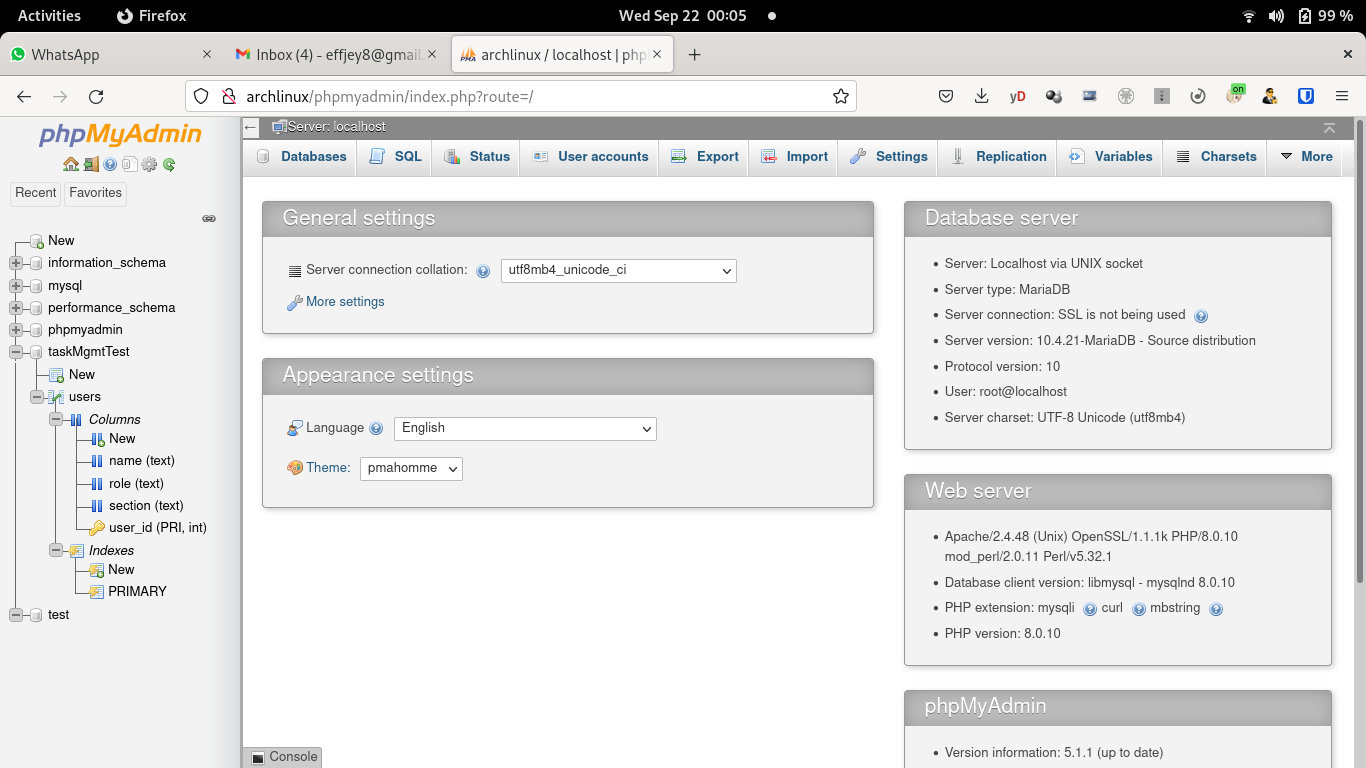 Activities Firefox Wed Sep 22 00:05 99 %
WhatsApp Inbox (4) - effjey8@gmail. archlinux / localhost | php
archlinux/phpmyadmin/index.php?route=/ yD on
phpMyAdmin
Server: localhost
Databases SQL Status User accounts Export Import Settings Replication Variables Charsets More
Recent Favorites
New
information_schema
mysql
performance_schema
phpmyadmin
taskMgmtTest
New
users
Columns
New
name (text)
role (text)
section (text)
user_id (PRI, int)
Indexes
New
PRIMARY
test
General settings
Server connection collation: utf8mb4_unicode_ci
More settings
Appearance settings
Language English
Theme: pmahomme
Database server
Server: Localhost via UNIX socket
Server type: MariaDB
Server connection: SSL is not being used
Server version: 10.4.21-MariaDB - Source distribution
Protocol version: 10
User: root@localhost
Server charset: UTF-8 Unicode (utf8mb4)
Web server
Apache/2.4.48 (Unix) OpenSSL/1.1.1k PHP/8.0.10
mod_perl/2.0.11 Perl/v5.32.1
Database client version: libmysql - mysqlnd 8.0.10
PHP extension: mysqli curl mbstring
PHP version: 8.0.10
phpMyAdmin
Version information: 5.1.1 (up to date)
Console